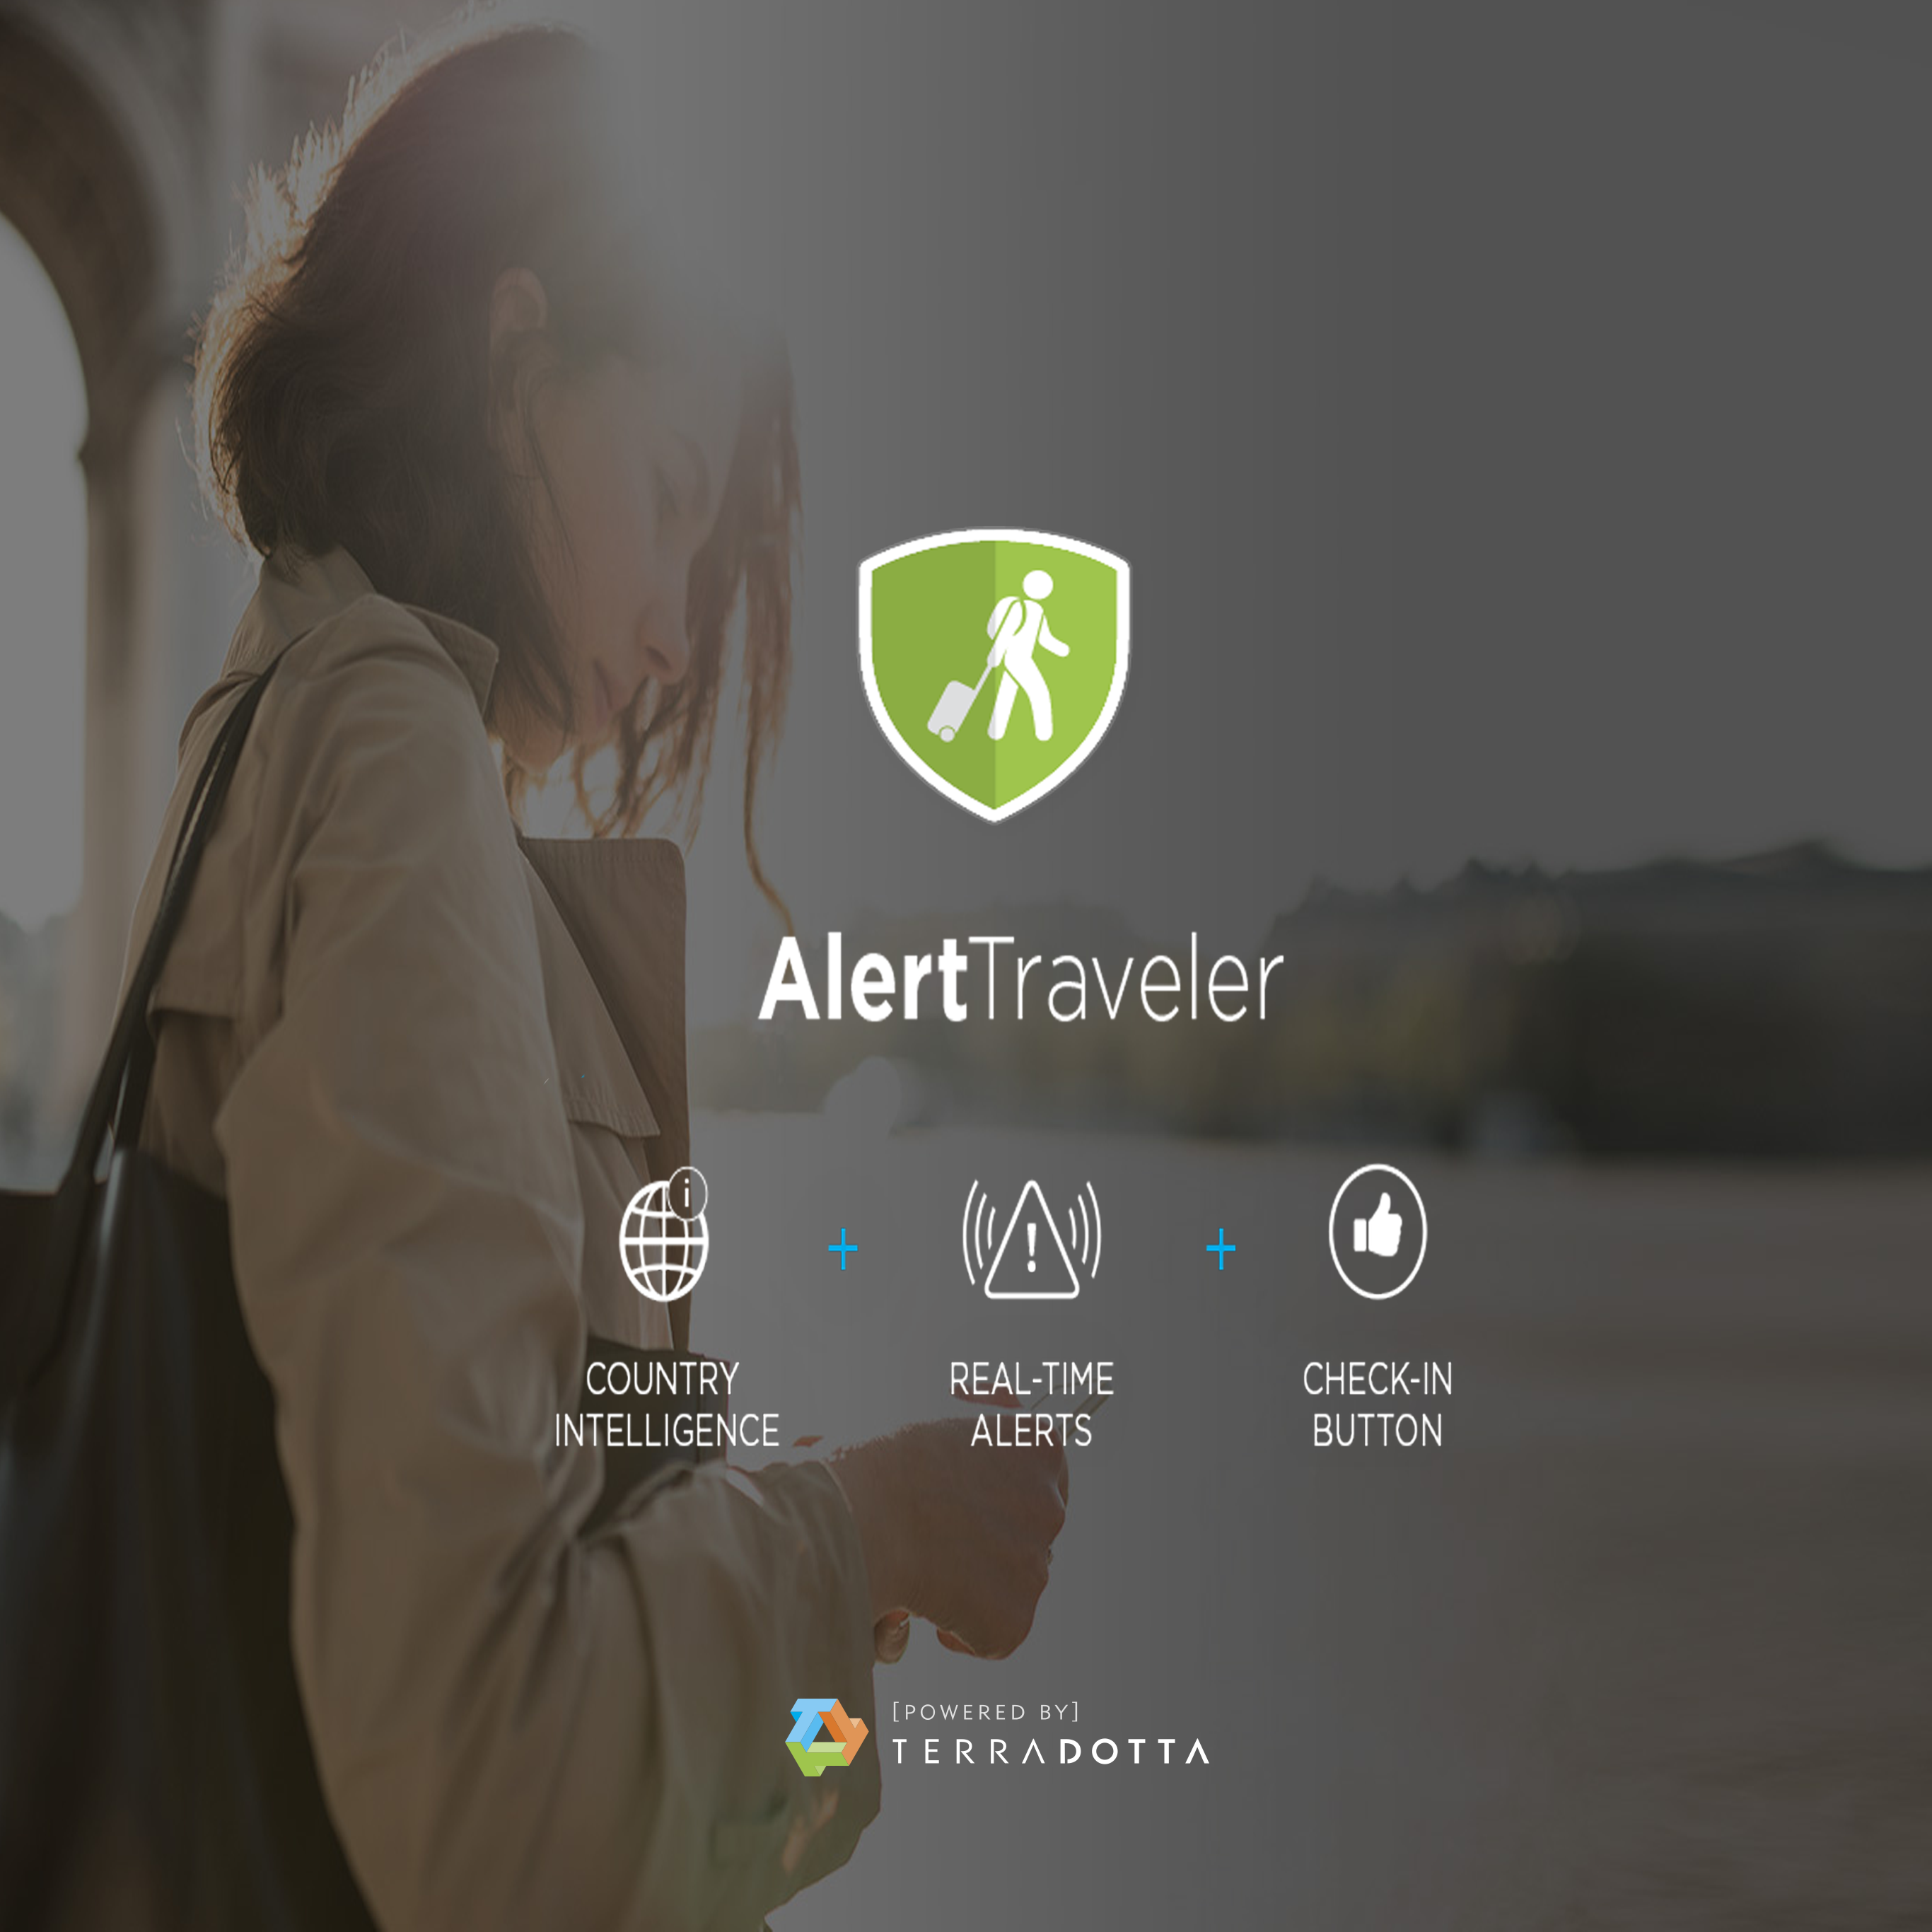 AlertTraveler
i
+
!
+
COUNTRY
INTELLIGENCE
REAL-TIME
ALERTS
CHECK-IN
BUTTON
[POWERED BY]
TERRADOTTA